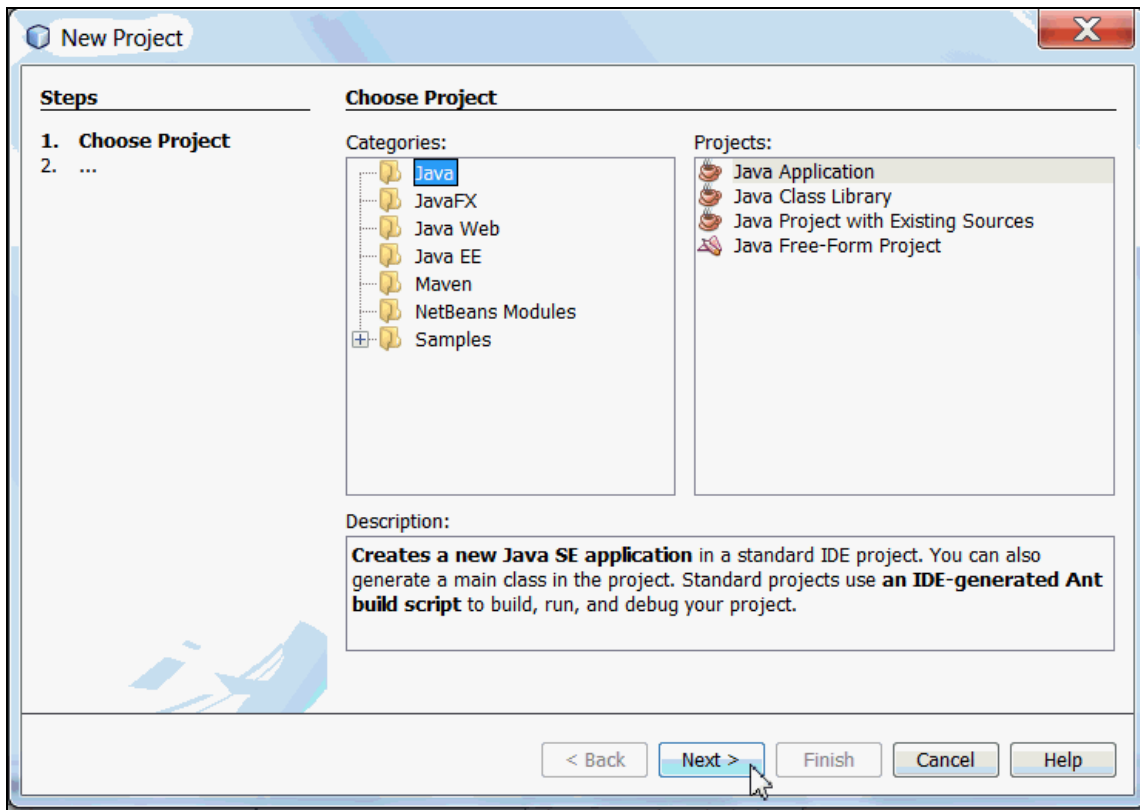 New Project
Steps
1. Choose Project
2. ...
Choose Project
Categories:
Java
JavaFX
Java Web
Java EE
Maven
NetBeans Modules
Samples
Projects:
Java Application
Java Class Library
Java Project with Existing Sources
Java Free-Form Project
Description:
Creates a new Java SE application in a standard IDE project. You can also
generate a main class in the project. Standard projects use an IDE-generated Ant
build script to build, run, and debug your project.
< Back Next > Finish Cancel Help